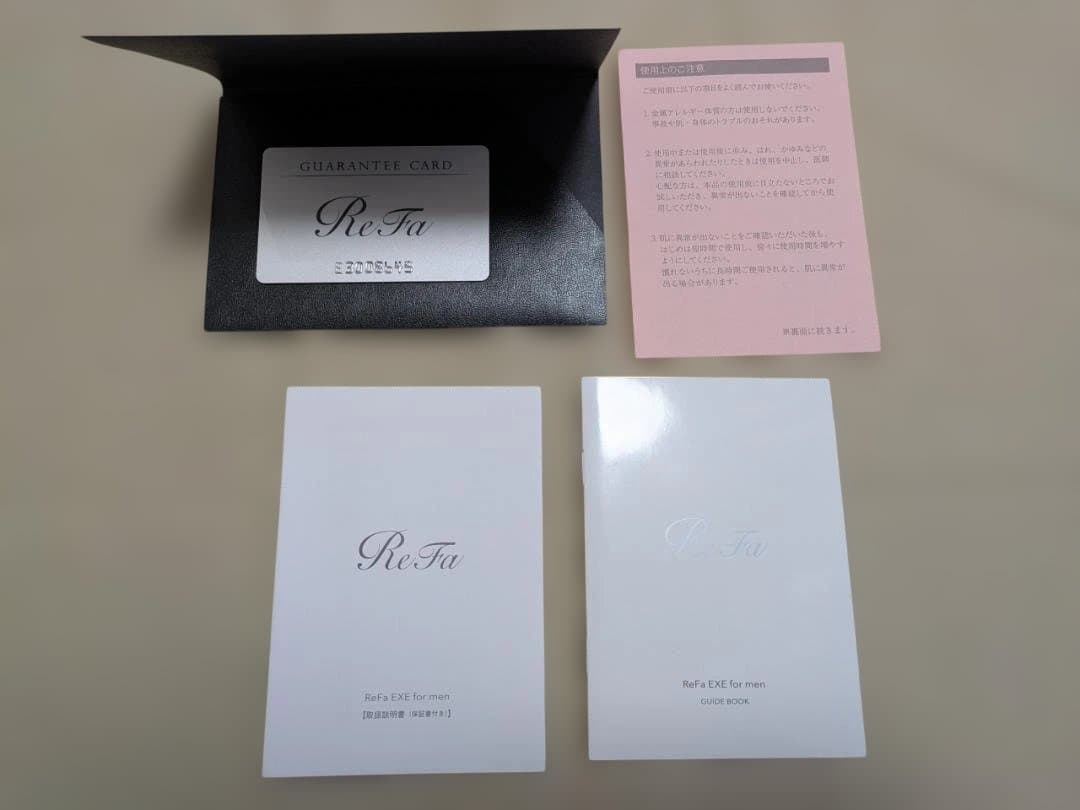 GUARANTEE CARD
ReFa
使用上のご注意
ご使用前に以下の項目をよく読んでお使いください。
1. 金属アレルギー体質の方は使用しないでください。
事故や肌・身体のトラブルのおそれがあります。
2. 使用中または使用後に赤み、はれ、かゆみなどの
異常があらわれたりしたときは使用を中止し、医師
に相談してください。
心配な方は、本品の使用前に目立たないところでお
試しいただき、異常が出ないことを確認してから使
用してください。
3. 肌に異常が出ないことをご確認いただいた後も、
はじめは短時間で使用し、徐々に使用時間を増やす
ようにしてください。
慣れないうちに長時間ご使用されると、肌に異常が
出る場合があります。
※裏面に続きます。
ReFa
ReFa EXE for men
【取扱説明書（保証書付き）】
ReFa
ReFa EXE for men
GUIDE BOOK